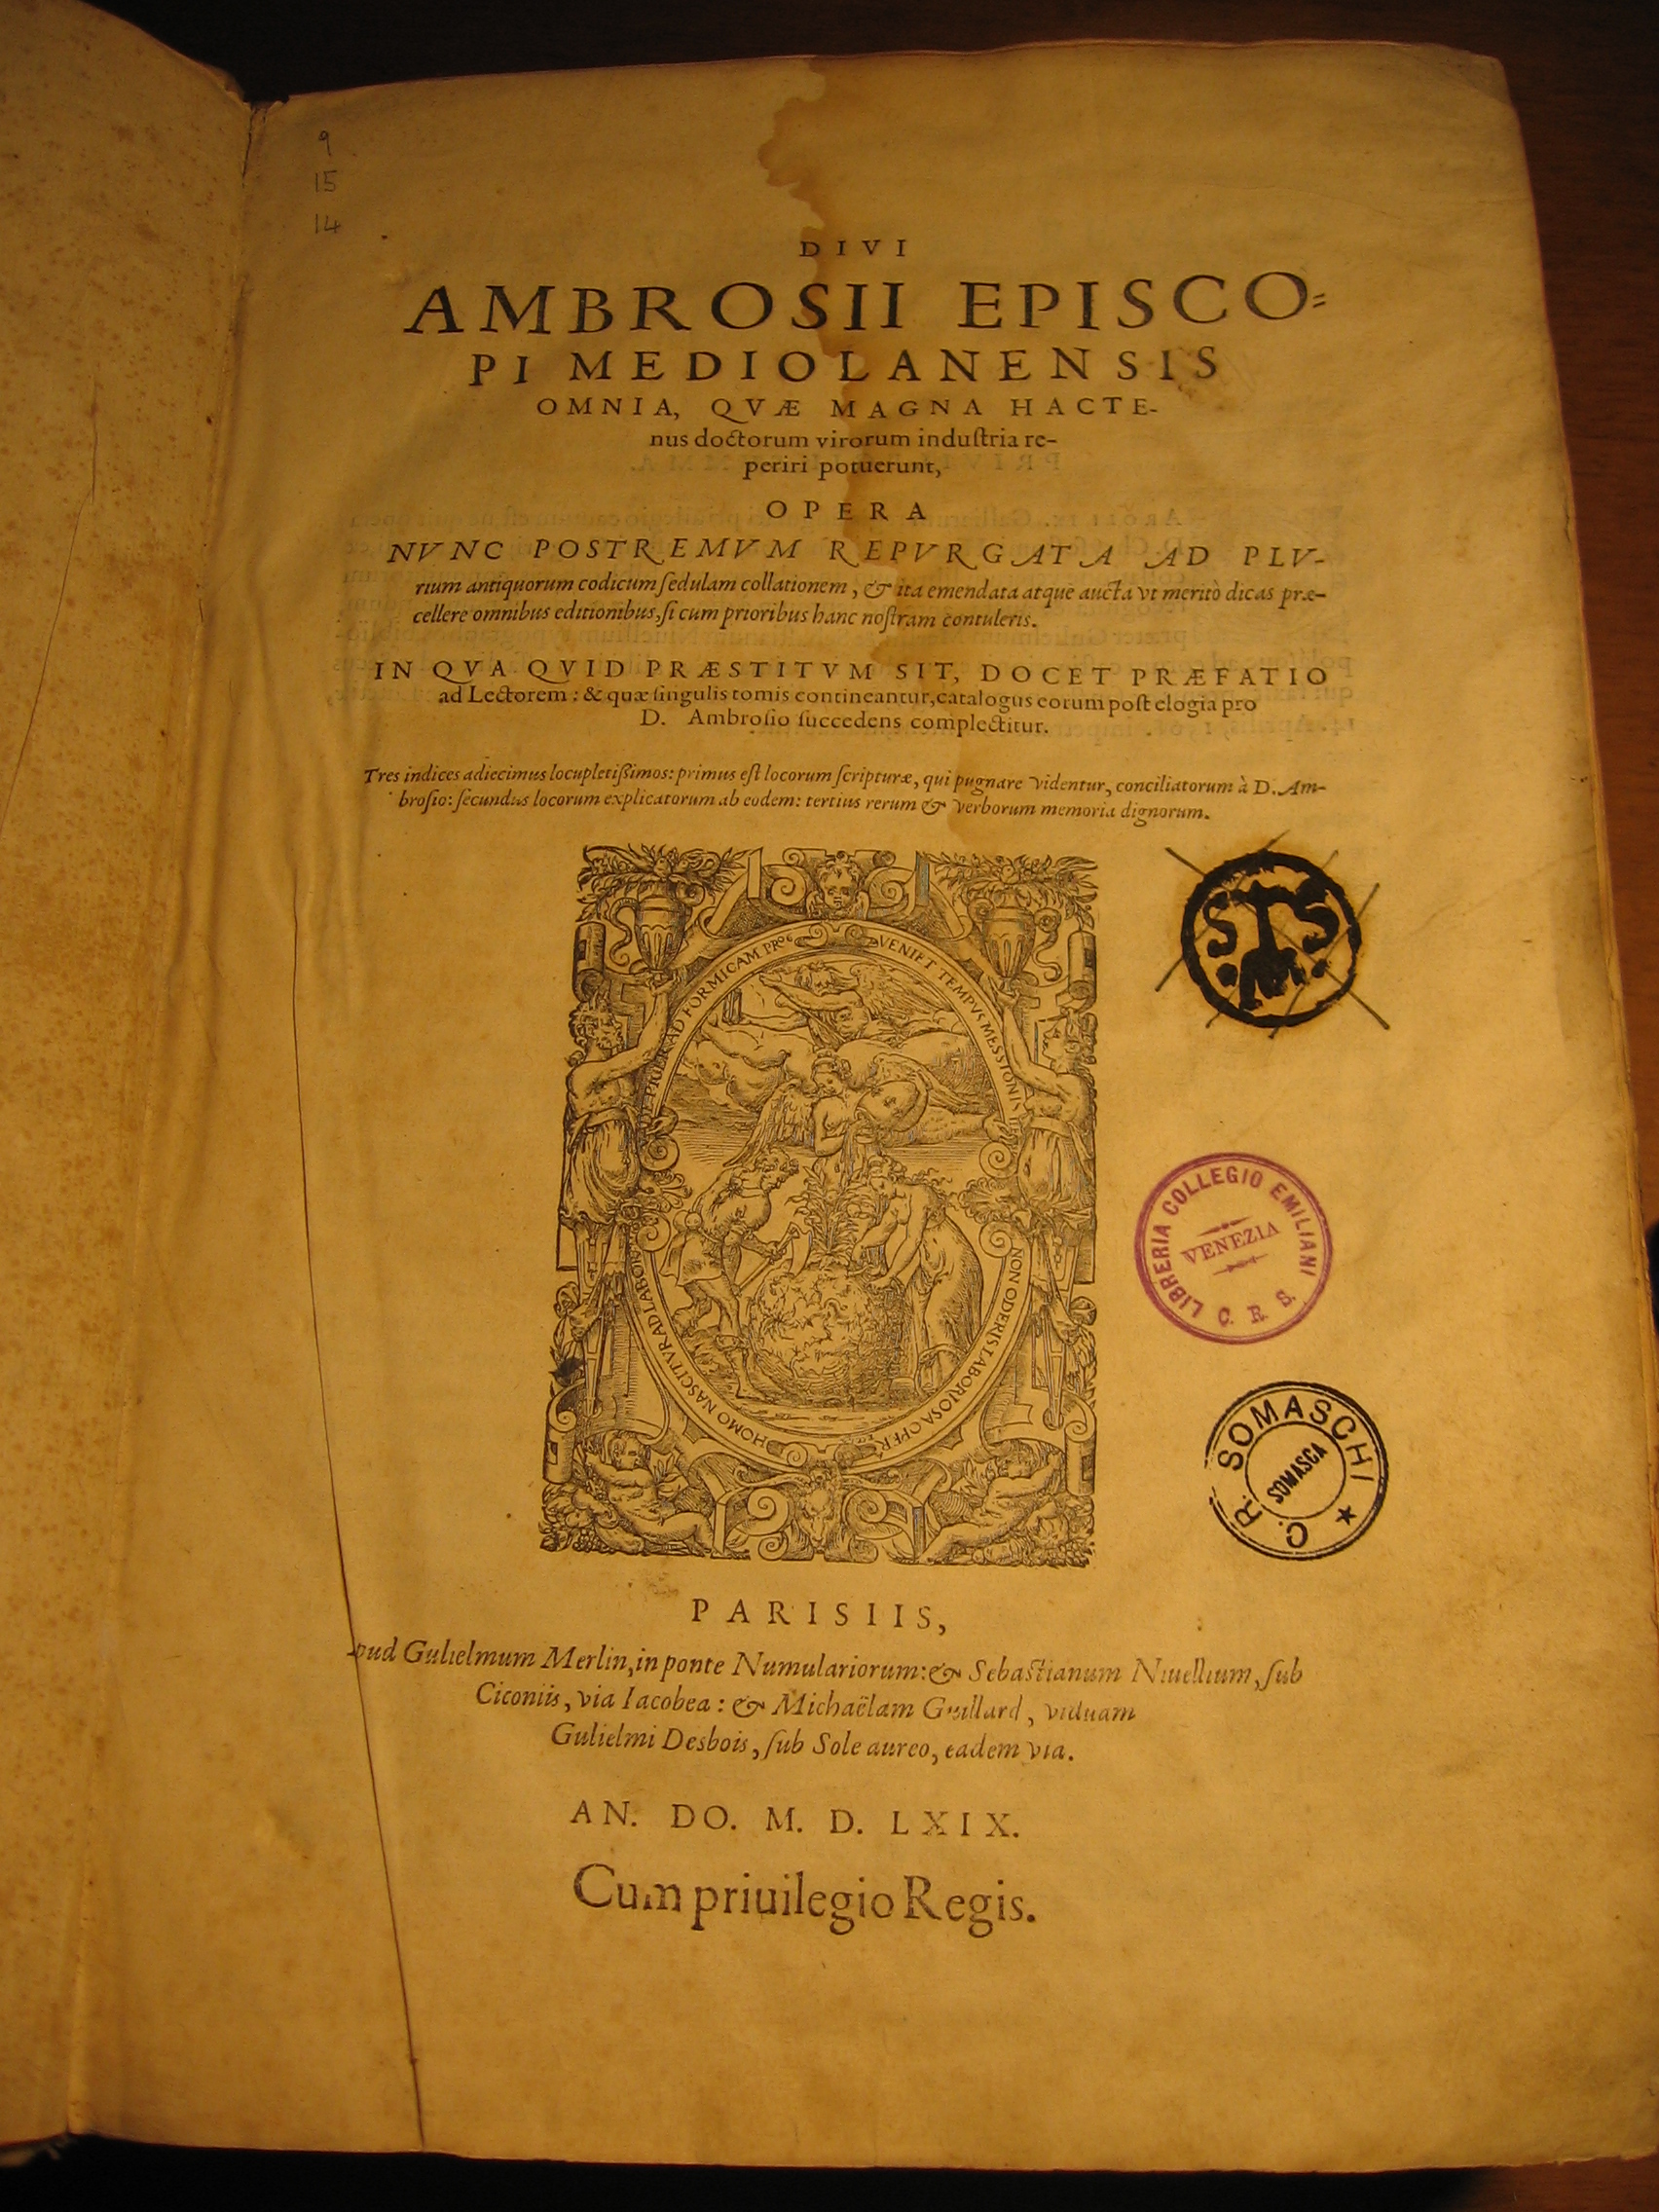 9
15
14
DIVI
AMBROSII EPISCO=
PI MEDIOLANENSIS
OMNIA, QVÆ MAGNA HACTE-
nus doctorum virorum induſtria re-
periri potuerunt,
OPERA
NVNC POSTREMVM REPVRGATA AD PLV-
rium antiquorum codicum ſedulam collationem, & ita emendata atque aucta vt meritò dicas præ-
cellere omnibus editionibus, ſi cum prioribus hanc noſtram contuleris.
IN QVA QVID PRÆSTITVM SIT, DOCET PRÆFATIO
ad Lectorem: & quæ ſingulis tomis contineantur, catalogus eorum poſt elogia pro
D. Ambroſio ſuccedens complectitur.
Tres indices adiecimus locupletiſſimos: primus eſt locorum ſcripturæ, qui pugnare videntur, conciliatorum à D. Am-
broſio: ſecundus locorum explicatorum ab eodem: tertius rerum & verborum memoria dignorum.
PIGER AD FORMICAM
VENIET TEMPVS MESSIONIS
HOMO NASCITVR AD LABOR
NON ODERIS LABORIOSA OPER
S T S
LIBRERIA COLLEGIO EMILIANI
VENEZIA
C. R. S.
C. R. SOMASCHI
SOMASCA
PARISIIS,
pud Gulielmum Merlin, in ponte Numulariorum: & Sebaſtianum Niuellium, ſub
Ciconiis, via Iacobea: & Michaëlam Guillard, viduam
Gulielmi Desbois, ſub Sole aureo, eadem via.
AN. DO. M. D. LXIX.
Cum priuilegio Regis.